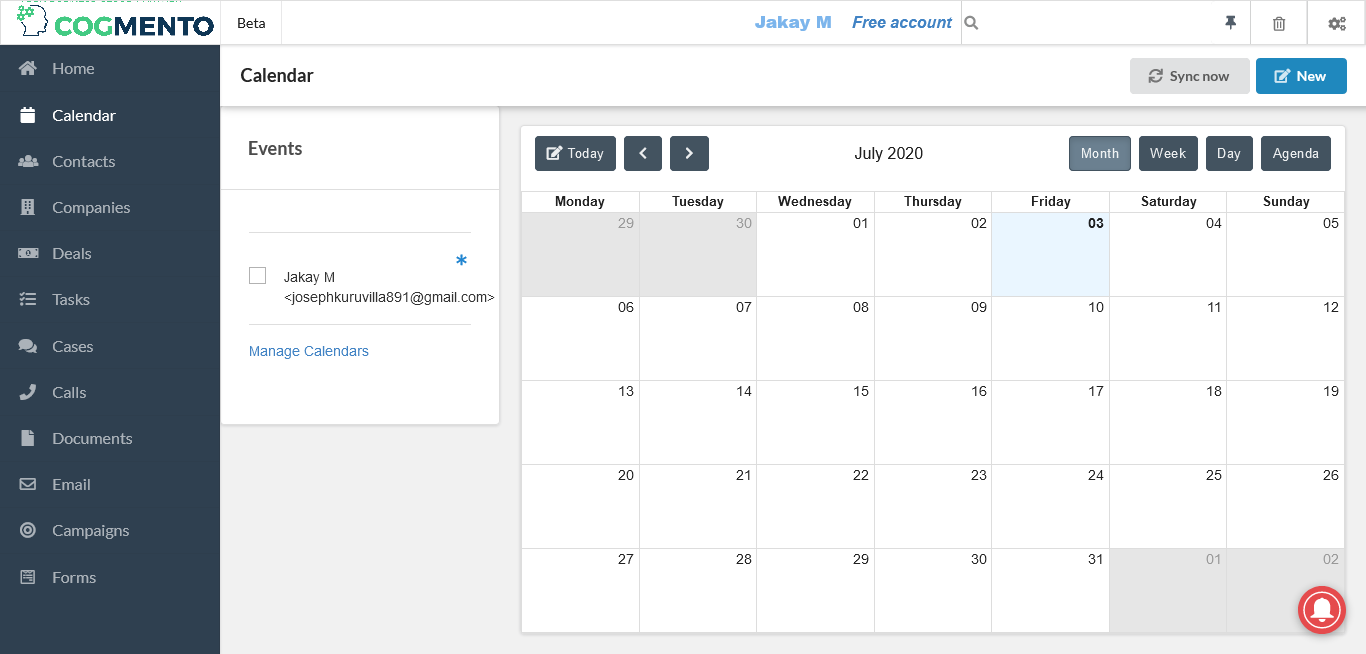 COGMENTO
Beta
Jakay M Free account
Home
Calendar
Contacts
Companies
Deals
Tasks
Cases
Calls
Documents
Email
Campaigns
Forms
Calendar
Sync now
New
Events
Jakay M
<josephkuruvilla891@gmail.com>
Manage Calendars
Today
July 2020
Month Week Day Agenda
Monday Tuesday Wednesday Thursday Friday Saturday Sunday
29 30 01 02 03 04 05
06 07 08 09 10 11 12
13 14 15 16 17 18 19
20 21 22 23 24 25 26
27 28 29 30 31 01 02